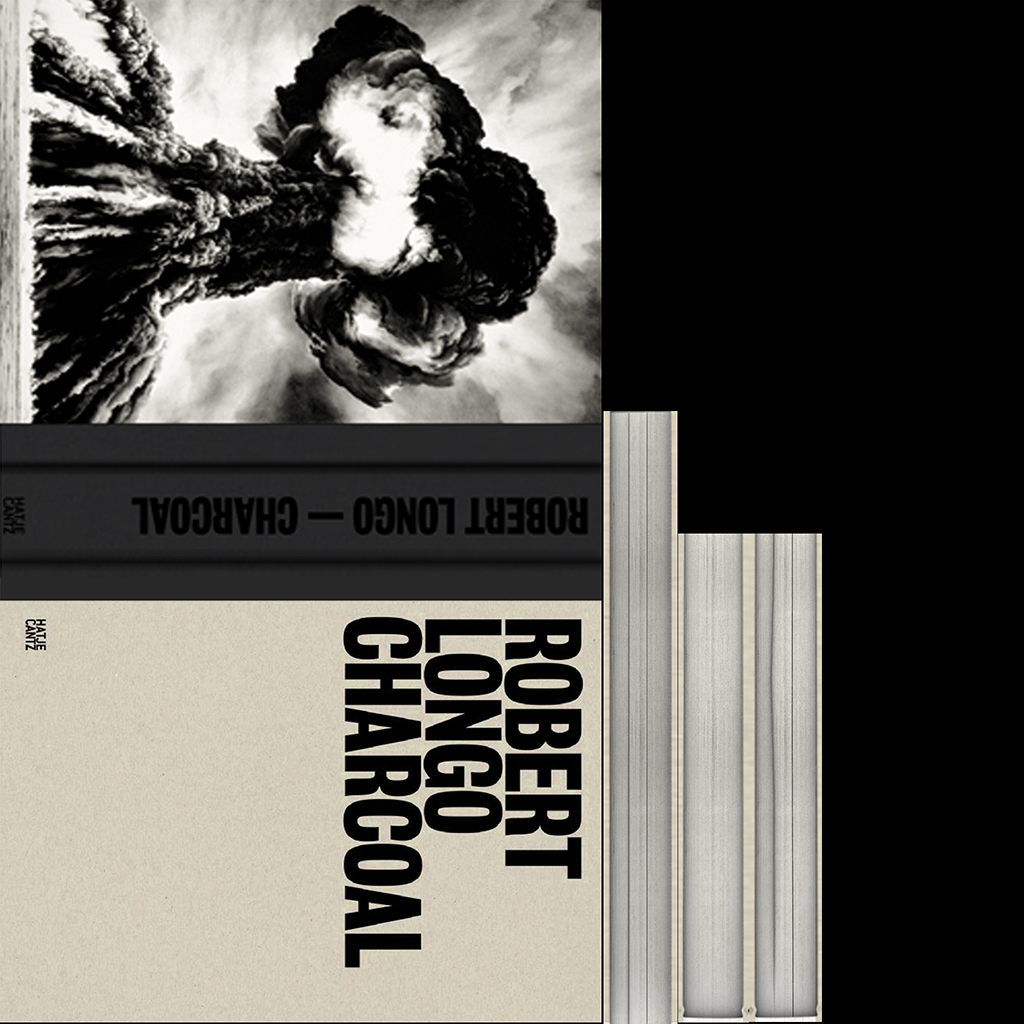 ROBERT LONGO — CHARCOAL
HATJE
CANTZ
ROBERT
LONGO
CHARCOAL
HATJE
CANTZ